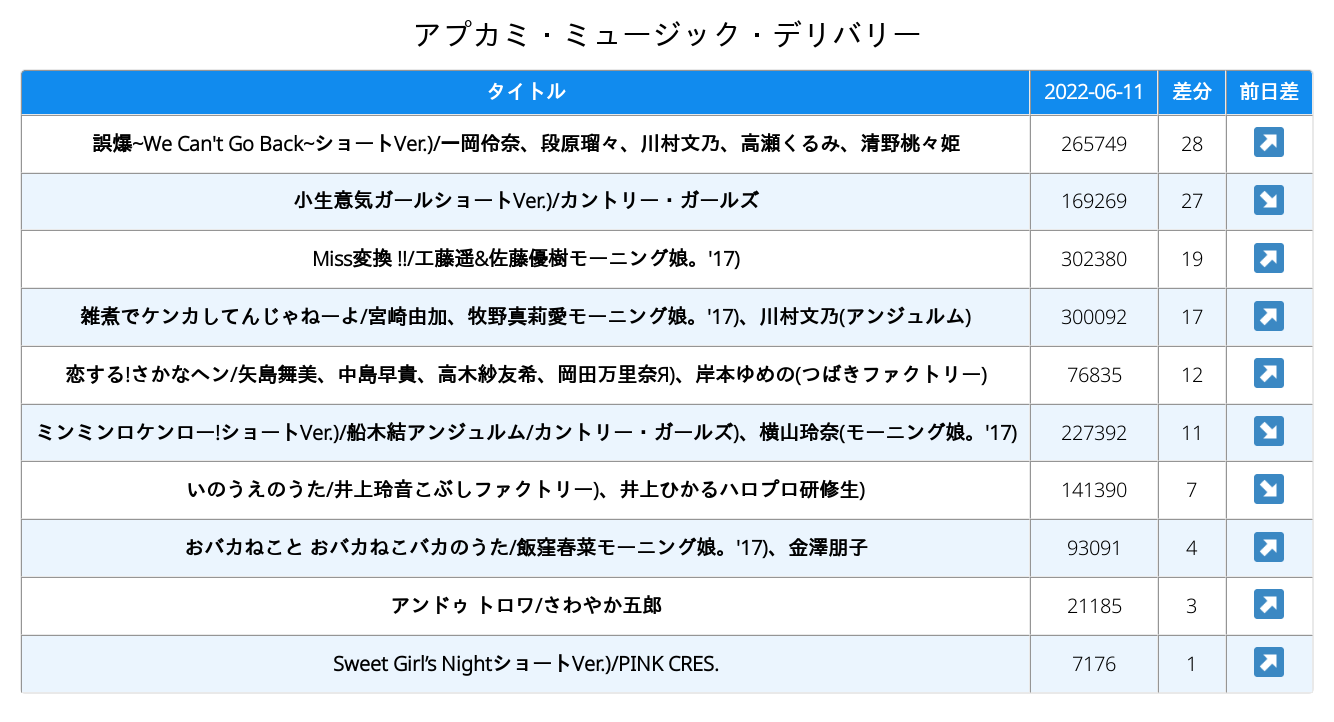 アプカミ・ミュージック・デリバリー
タイトル 2022-06-11 差分 前日差
誤爆~We Can't Go Back~ショートVer.)/一岡伶奈、段原瑠々、川村文乃、高瀬くるみ、清野桃々姫 265749 28 ↗
小生意気ガールショートVer.)/カントリー・ガールズ 169269 27 ↘
Miss変換 !!/工藤遥&佐藤優樹モーニング娘。'17) 302380 19 ↗
雑煮でケンカしてんじゃねーよ/宮崎由加、牧野真莉愛モーニング娘。'17)、川村文乃(アンジュルム) 300092 17 ↗
恋する!さかなヘン/矢島舞美、中島早貴、高木紗友希、岡田万里奈Я)、岸本ゆめの(つばきファクトリー) 76835 12 ↗
ミンミンロケンロー!ショートVer.)/船木結アンジュルム/カントリー・ガールズ)、横山玲奈(モーニング娘。'17) 227392 11 ↘
いのうえのうた/井上玲音こぶしファクトリー)、井上ひかるハロプロ研修生) 141390 7 ↘
おバカねこと おバカねこバカのうた/飯窪春菜モーニング娘。'17)、金澤朋子 93091 4 ↗
アンドゥ トロワ/さわやか五郎 21185 3 ↗
Sweet Girl’s NightショートVer.)/PINK CRES. 7176 1 ↗